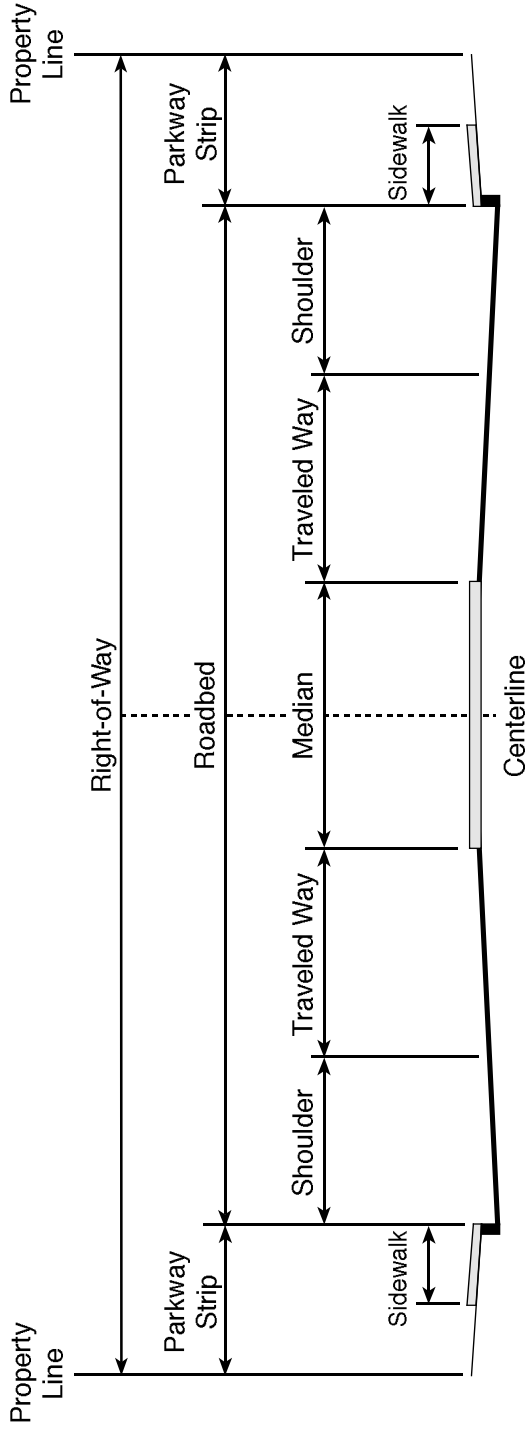 Property
Line
Property
Line
Right-of-Way
Parkway
Strip
Roadbed
Parkway
Strip
Shoulder
Traveled Way
Median
Traveled Way
Shoulder
Sidewalk
Sidewalk
Centerline